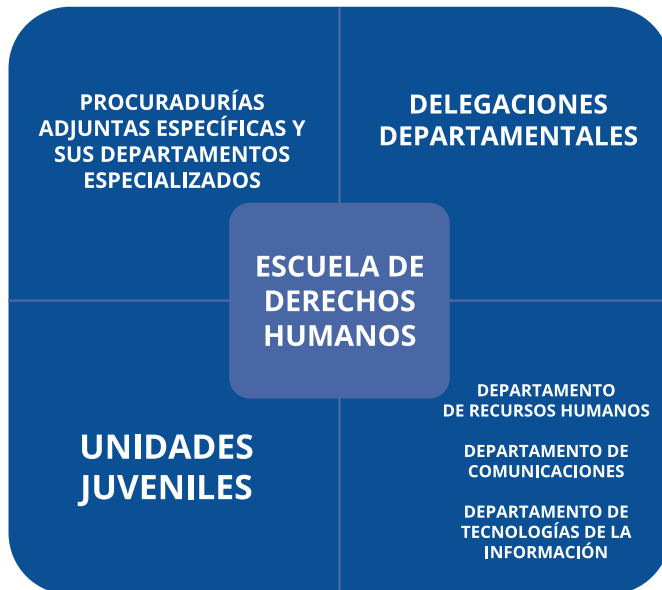 PROCURADURÍAS
ADJUNTAS ESPECÍFICAS Y
SUS DEPARTAMENTOS
ESPECIALIZADOS
DELEGACIONES
DEPARTAMENTALES
ESCUELA DE
DERECHOS
HUMANOS
UNIDADES
JUVENILES
DEPARTAMENTO
DE RECURSOS HUMANOS
DEPARTAMENTO DE
COMUNICACIONES
DEPARTAMENTO DE
TECNOLOGÍAS DE LA
INFORMACIÓN